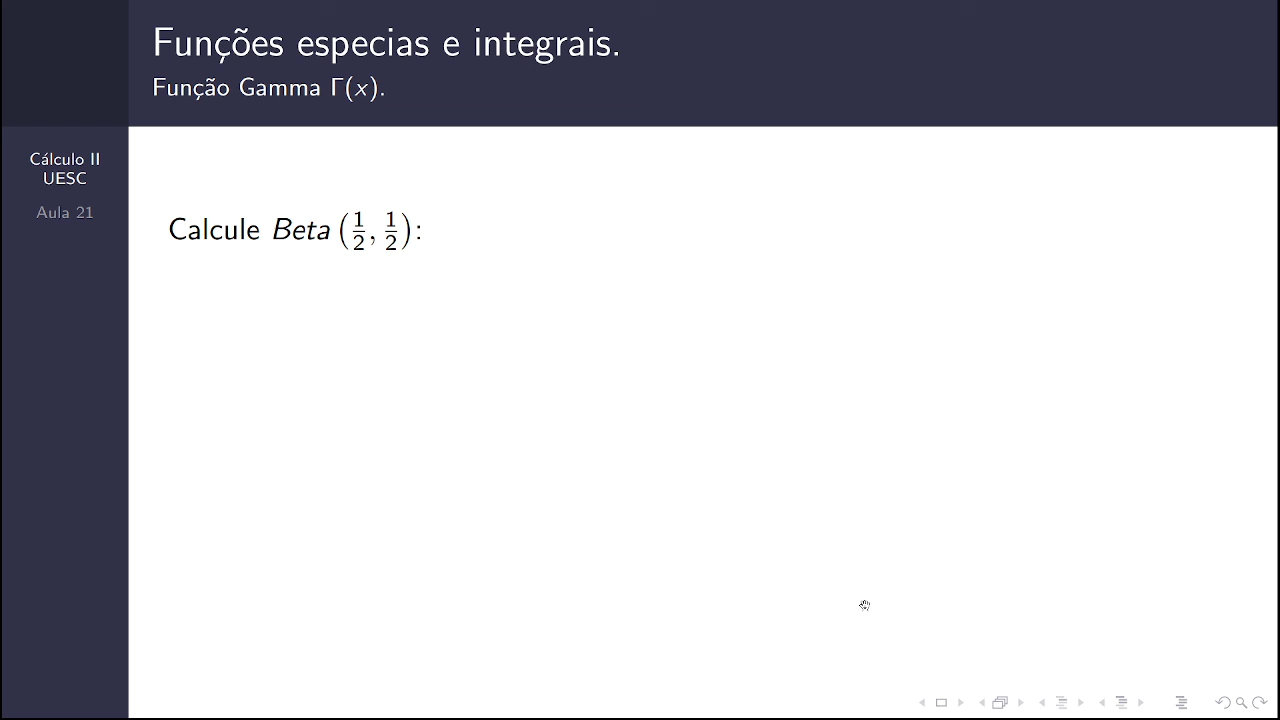 Funções especias e integrais.
Função Gamma Γ(x).
Cálculo II
UESC
Aula 21
Calcule Beta (1/2, 1/2):